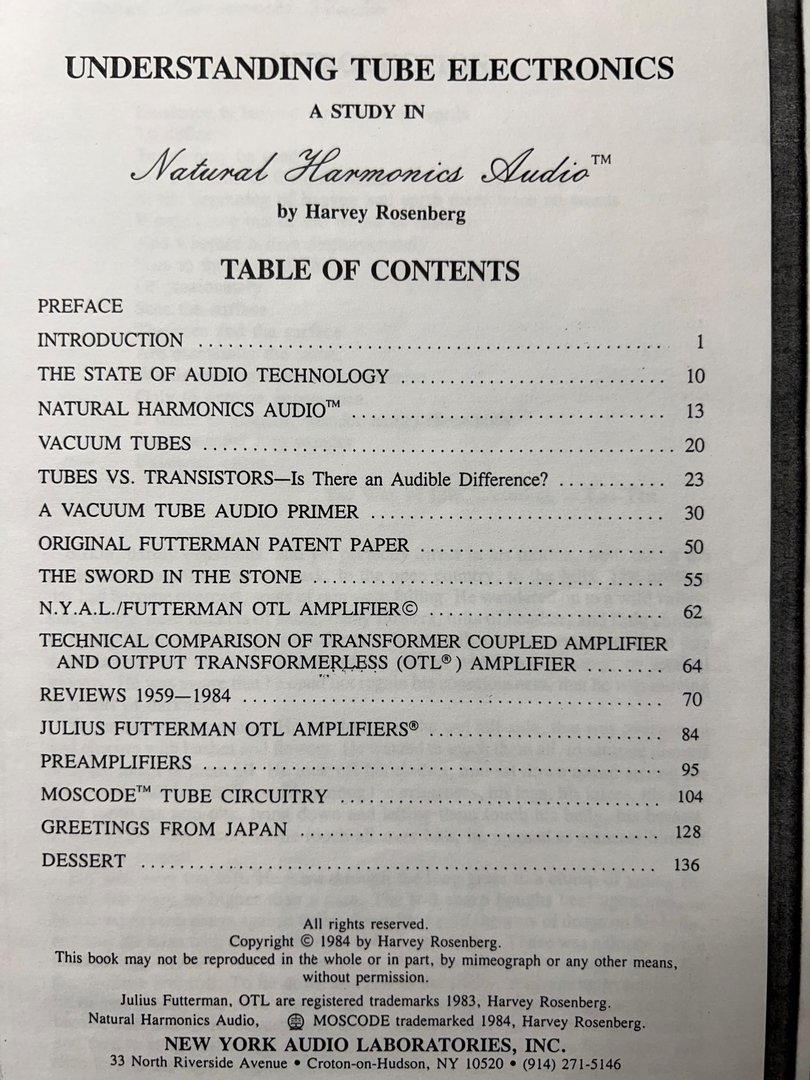 UNDERSTANDING TUBE ELECTRONICS
A STUDY IN
Natural Harmonics Audio™
by Harvey Rosenberg
TABLE OF CONTENTS
PREFACE
INTRODUCTION ........ 1
THE STATE OF AUDIO TECHNOLOGY ........ 10
NATURAL HARMONICS AUDIO™ ........ 13
VACUUM TUBES ........ 20
TUBES VS. TRANSISTORS—Is There an Audible Difference? ........ 23
A VACUUM TUBE AUDIO PRIMER ........ 30
ORIGINAL FUTTERMAN PATENT PAPER ........ 50
THE SWORD IN THE STONE ........ 55
N.Y.A.L./FUTTERMAN OTL AMPLIFIER© ........ 62
TECHNICAL COMPARISON OF TRANSFORMER COUPLED AMPLIFIER
AND OUTPUT TRANSFORMERLESS (OTL®) AMPLIFIER ........ 64
REVIEWS 1959—1984 ........ 70
JULIUS FUTTERMAN OTL AMPLIFIERS® ........ 84
PREAMPLIFIERS ........ 95
MOSCODE™ TUBE CIRCUITRY ........ 104
GREETINGS FROM JAPAN ........ 128
DESSERT ........ 136
All rights reserved.
Copyright © 1984 by Harvey Rosenberg.
This book may not be reproduced in the whole or in part, by mimeograph or any other means,
without permission.
Julius Futterman, OTL are registered trademarks 1983, Harvey Rosenberg.
Natural Harmonics Audio, MOSCODE trademarked 1984, Harvey Rosenberg.
NEW YORK AUDIO LABORATORIES, INC.
33 North Riverside Avenue • Croton-on-Hudson, NY 10520 • (914) 271-5146